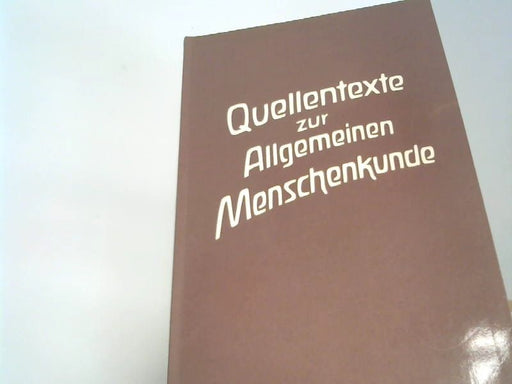 Quellentexte
zur
Allgemeinen
Menschenkunde